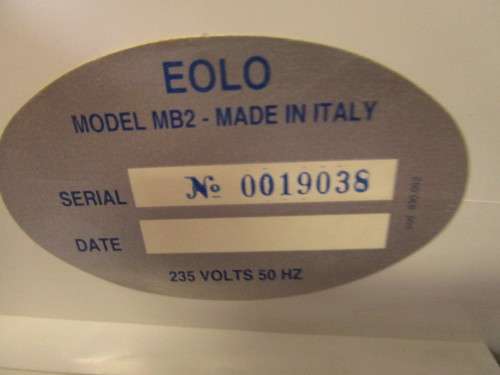 EOLO
MODEL MB2 - MADE IN ITALY
SERIAL № 0019038
DATE
235 VOLTS 50 HZ